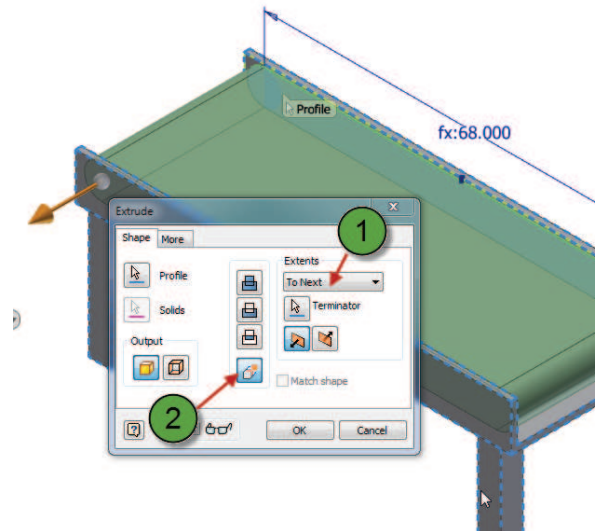 Profile
fx:68.000
Extrude
1
Shape More
Extents
Profile
To Next
Solids
Terminator
Output
Match shape
2
OK Cancel